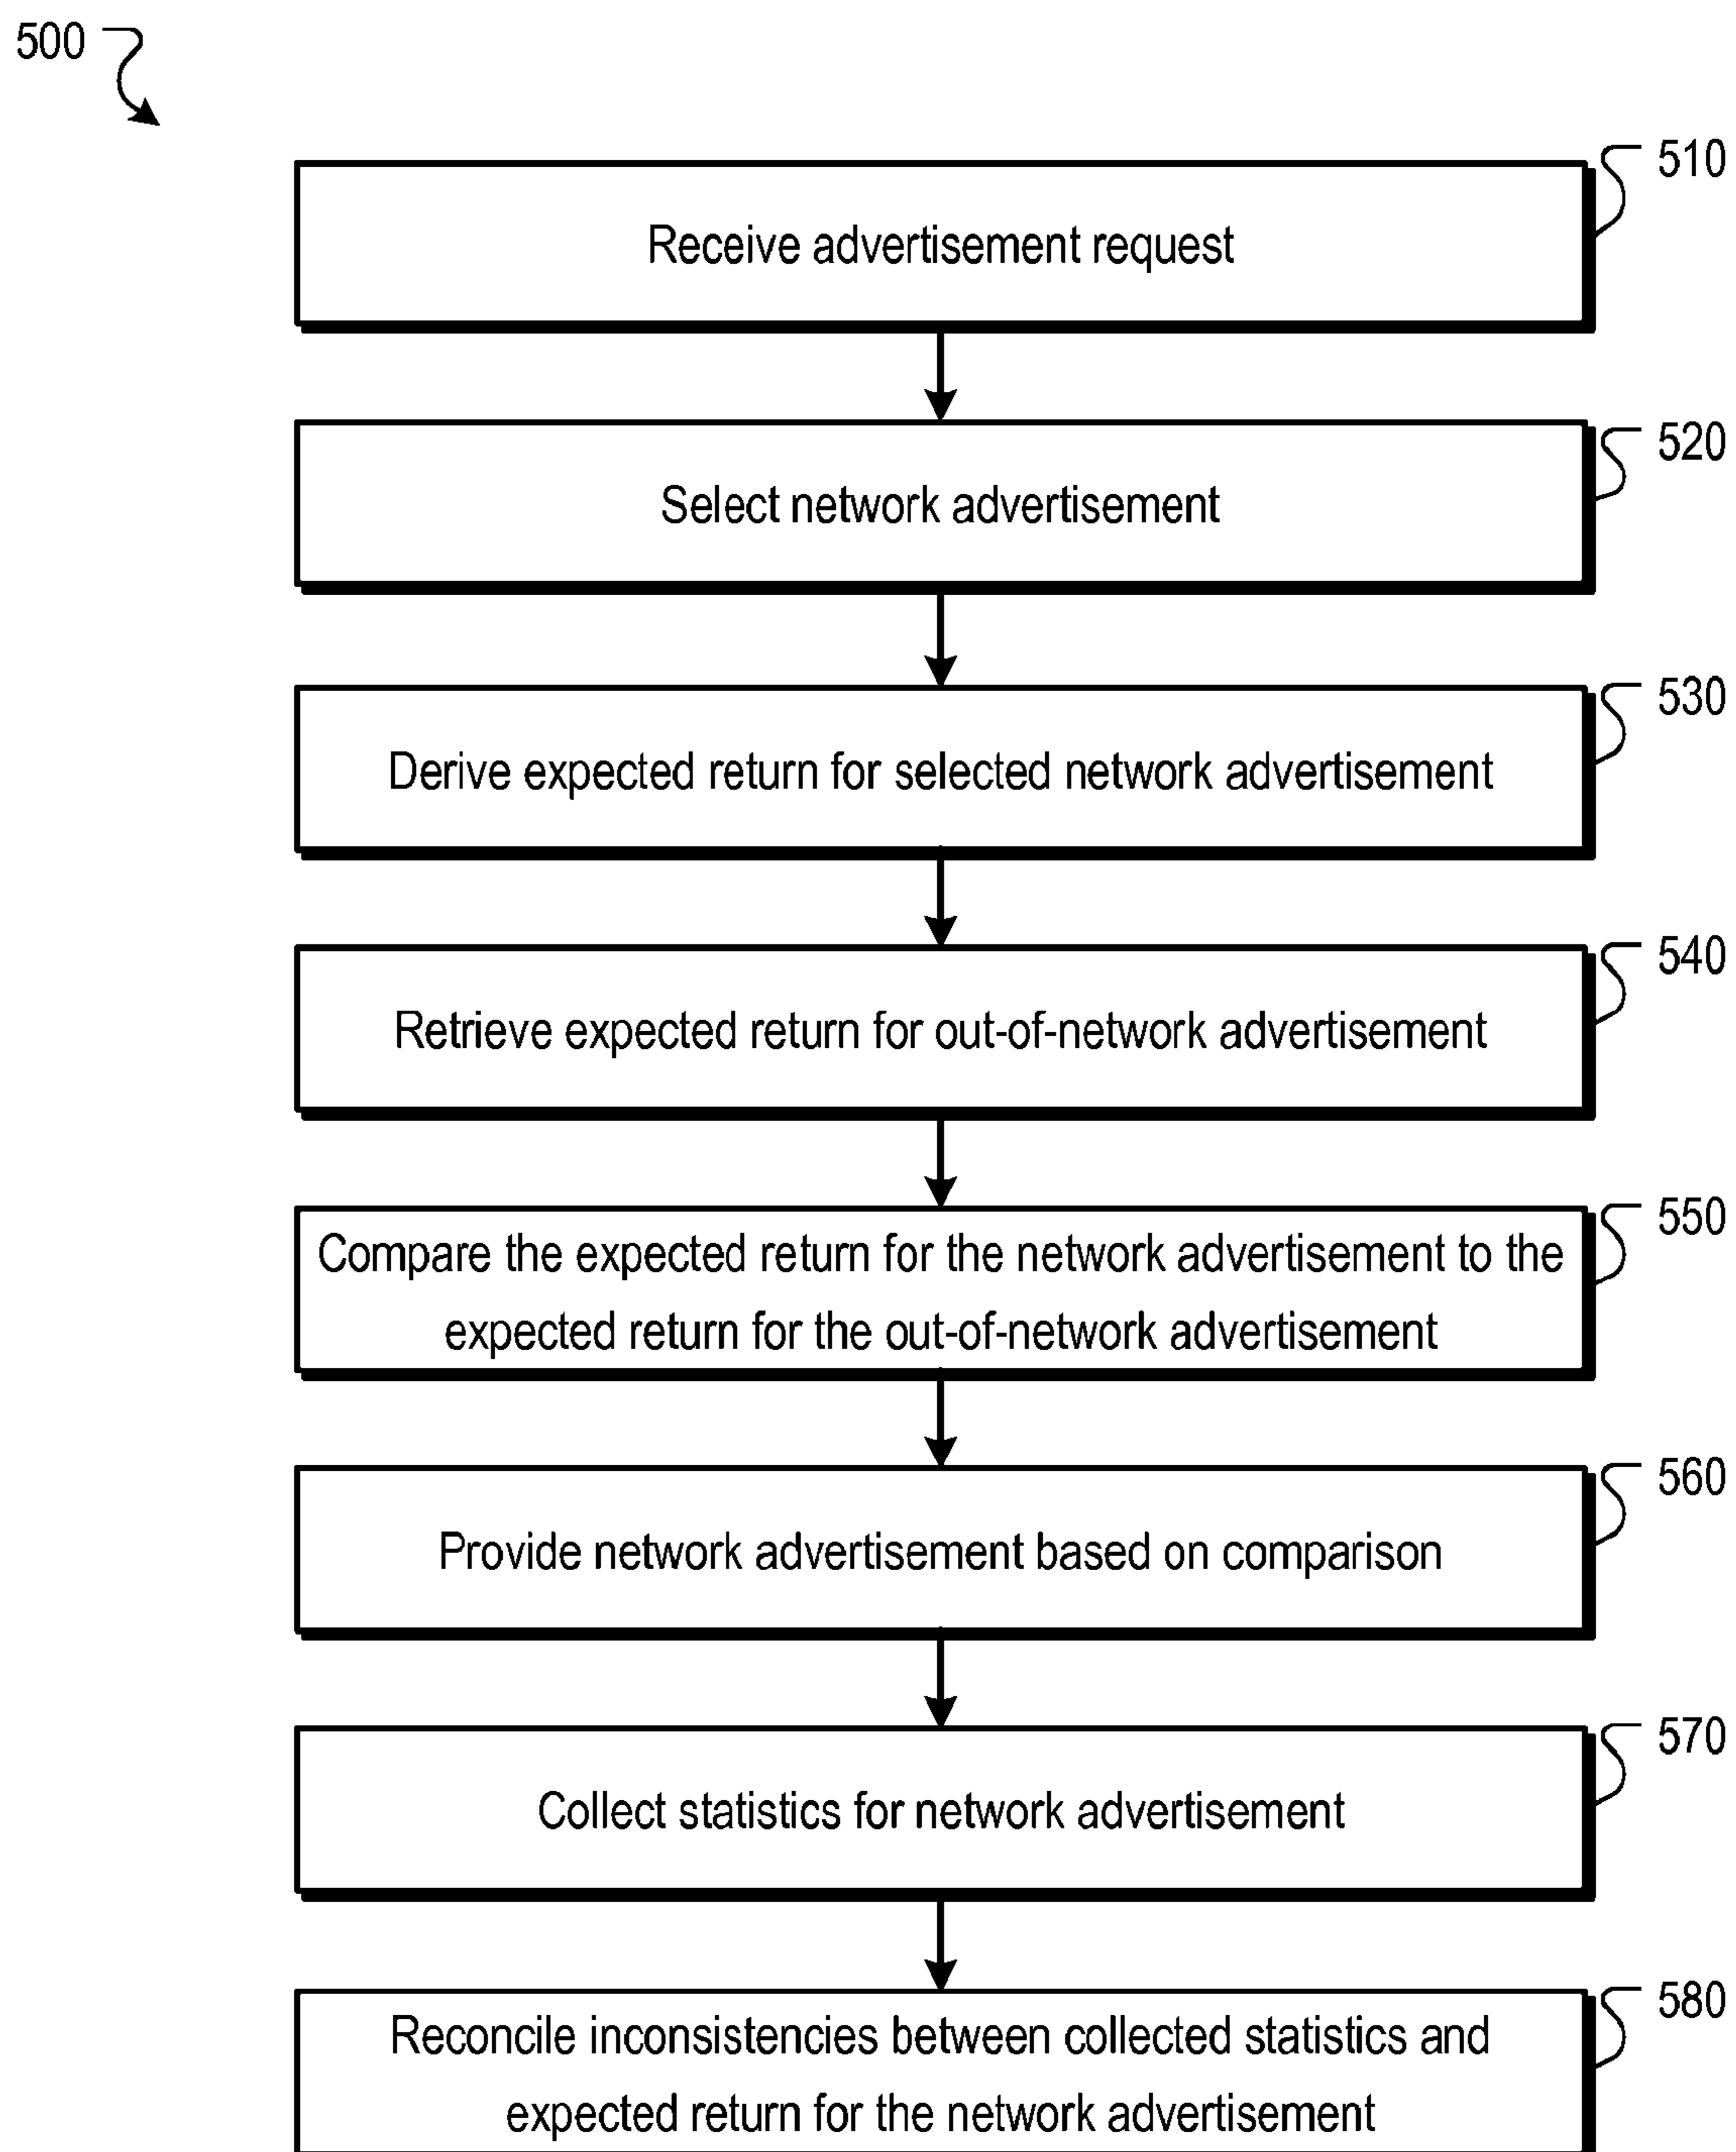 500
510
Receive advertisement request
520
Select network advertisement
530
Derive expected return for selected network advertisement
540
Retrieve expected return for out-of-network advertisement
550
Compare the expected return for the network advertisement to the
expected return for the out-of-network advertisement
560
Provide network advertisement based on comparison
570
Collect statistics for network advertisement
580
Reconcile inconsistencies between collected statistics and
expected return for the network advertisement